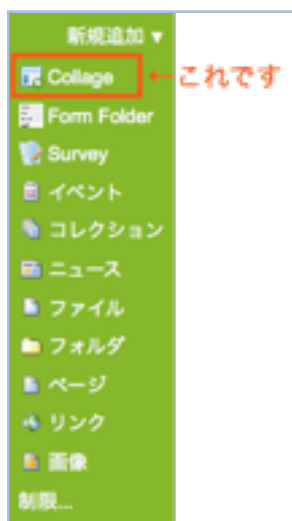 新規追加 ▼
Collage ←これです
Form Folder
Survey
イベント
コレクション
ニュース
ファイル
フォルダ
ページ
リンク
画像
制限...